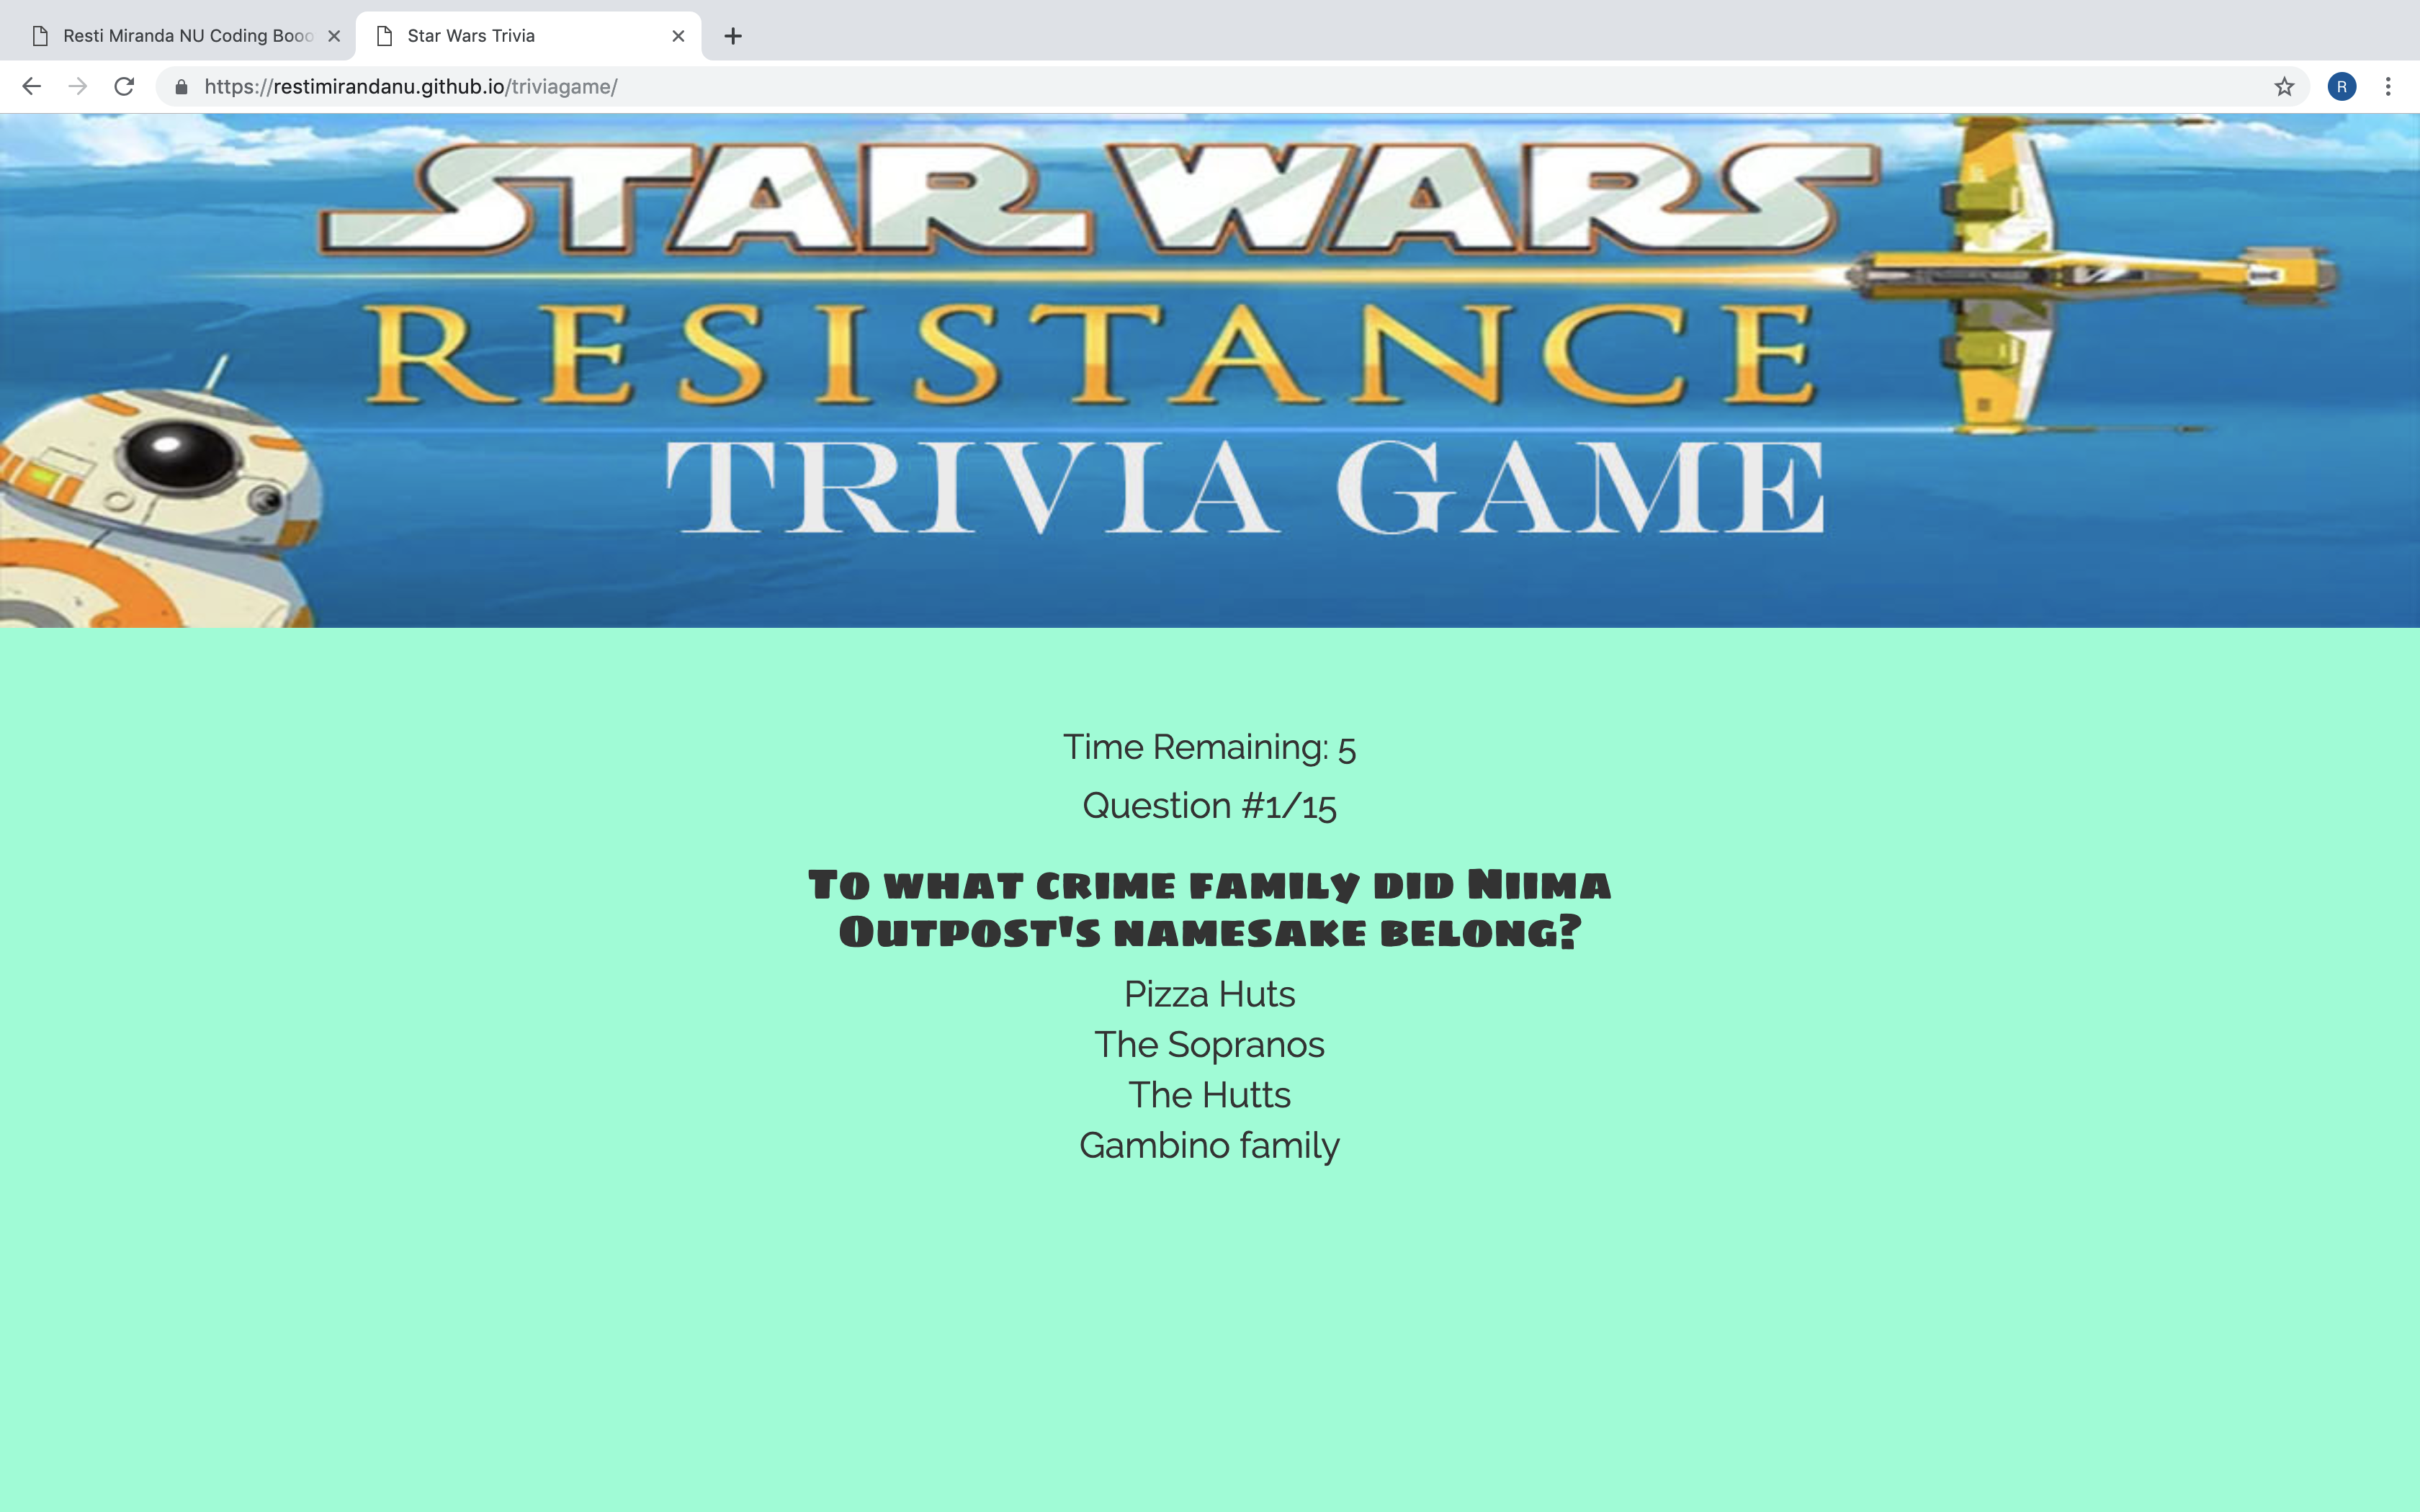 Resti Miranda NU Coding Booo
Star Wars Trivia
https://restimirandanu.github.io/triviagame/
R
STAR WARS
RESISTANCE
TRIVIA GAME
Time Remaining: 5
Question #1/15
To what crime family did Niima
Outpost's namesake belong?
Pizza Huts
The Sopranos
The Hutts
Gambino family